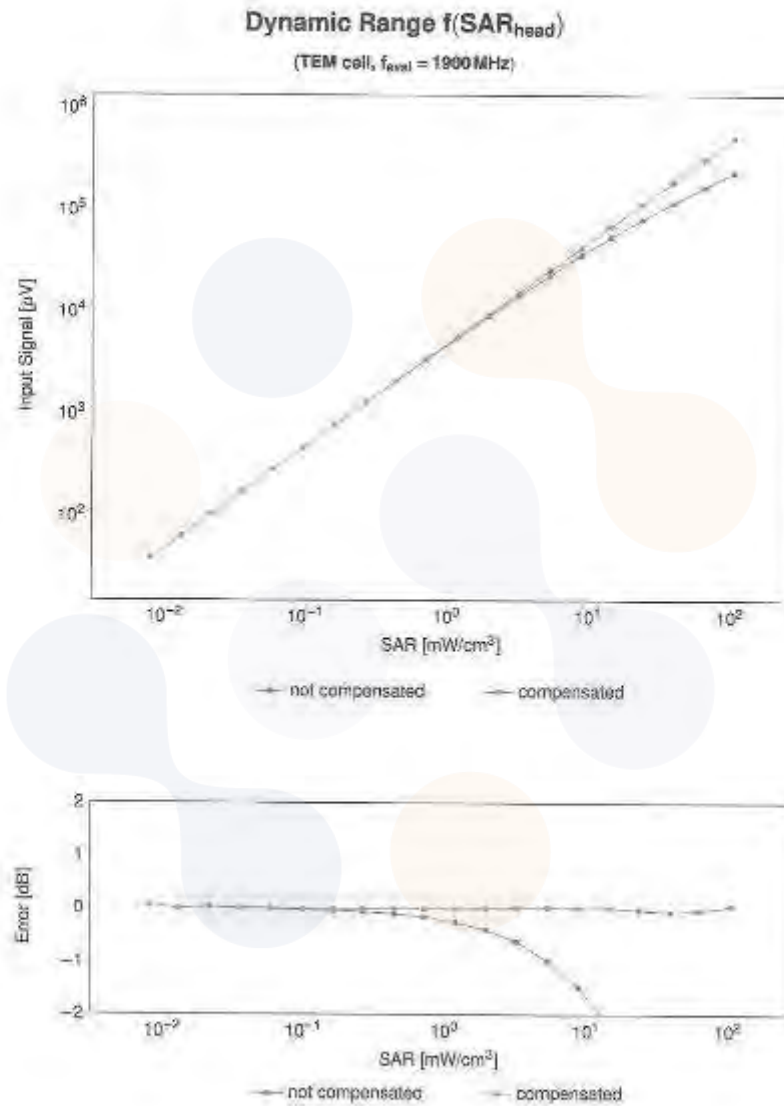 Dynamic Range f(SARhead)
(TEM cell, feval = 1900 MHz)
10⁶
10⁵
10⁴
10³
10²
Input Signal [µV]
10⁻² 10⁻¹ 10⁰ 10¹ 10²
SAR [mW/cm³]
not compensated compensated
2
1
0
−1
−2
Error [dB]
10⁻² 10⁻¹ 10⁰ 10¹ 10²
SAR [mW/cm³]
not compensated compensated